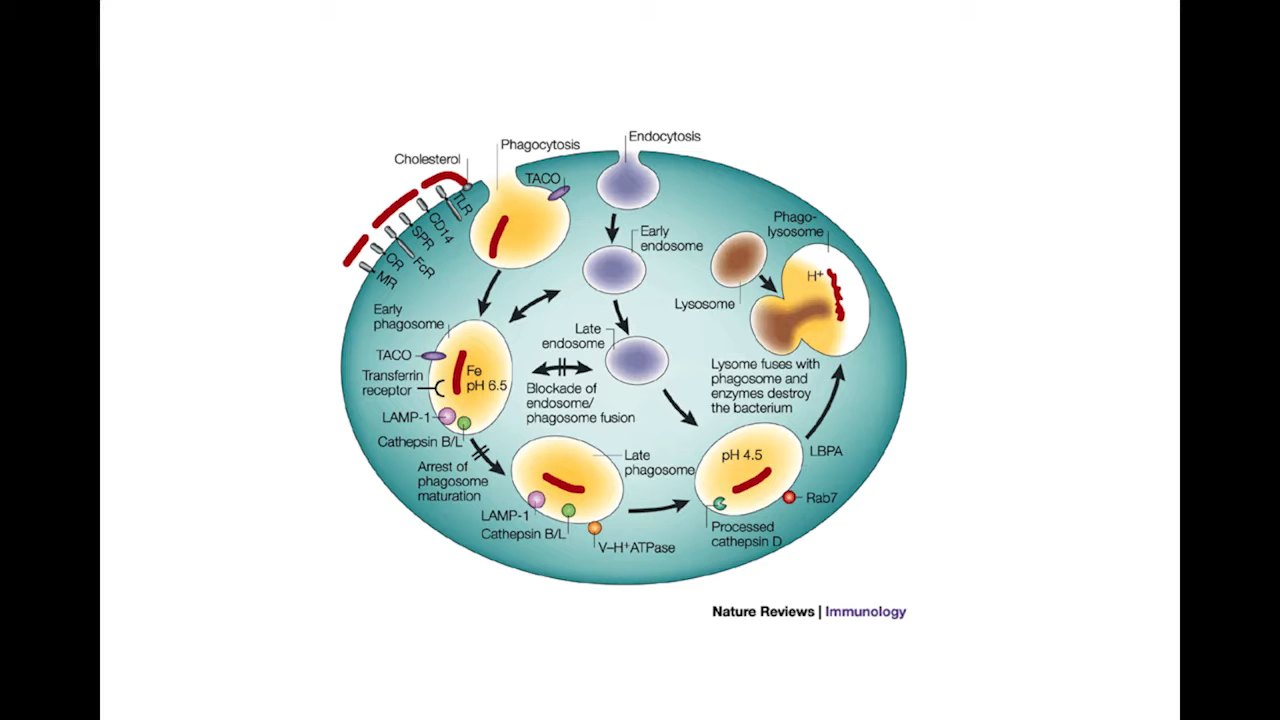 Endocytosis
Phagocytosis
Cholesterol
TACO
TLR
CD14
SPR
FcR
CR
MR
Early
endosome
Phago-
lysosome
H+
Lysosome
Early
phagosome
TACO
Transferrin
receptor
Fe
pH 6.5
LAMP-1
Cathepsin B/L
Late
endosome
Blockade of
endosome/
phagosome fusion
Lysome fuses with
phagosome and
enzymes destroy
the bacterium
Arrest of
phagosome
maturation
Late
phagosome
LAMP-1
Cathepsin B/L
V–H+ATPase
pH 4.5
LBPA
Rab7
Processed
cathepsin D
Nature Reviews | Immunology